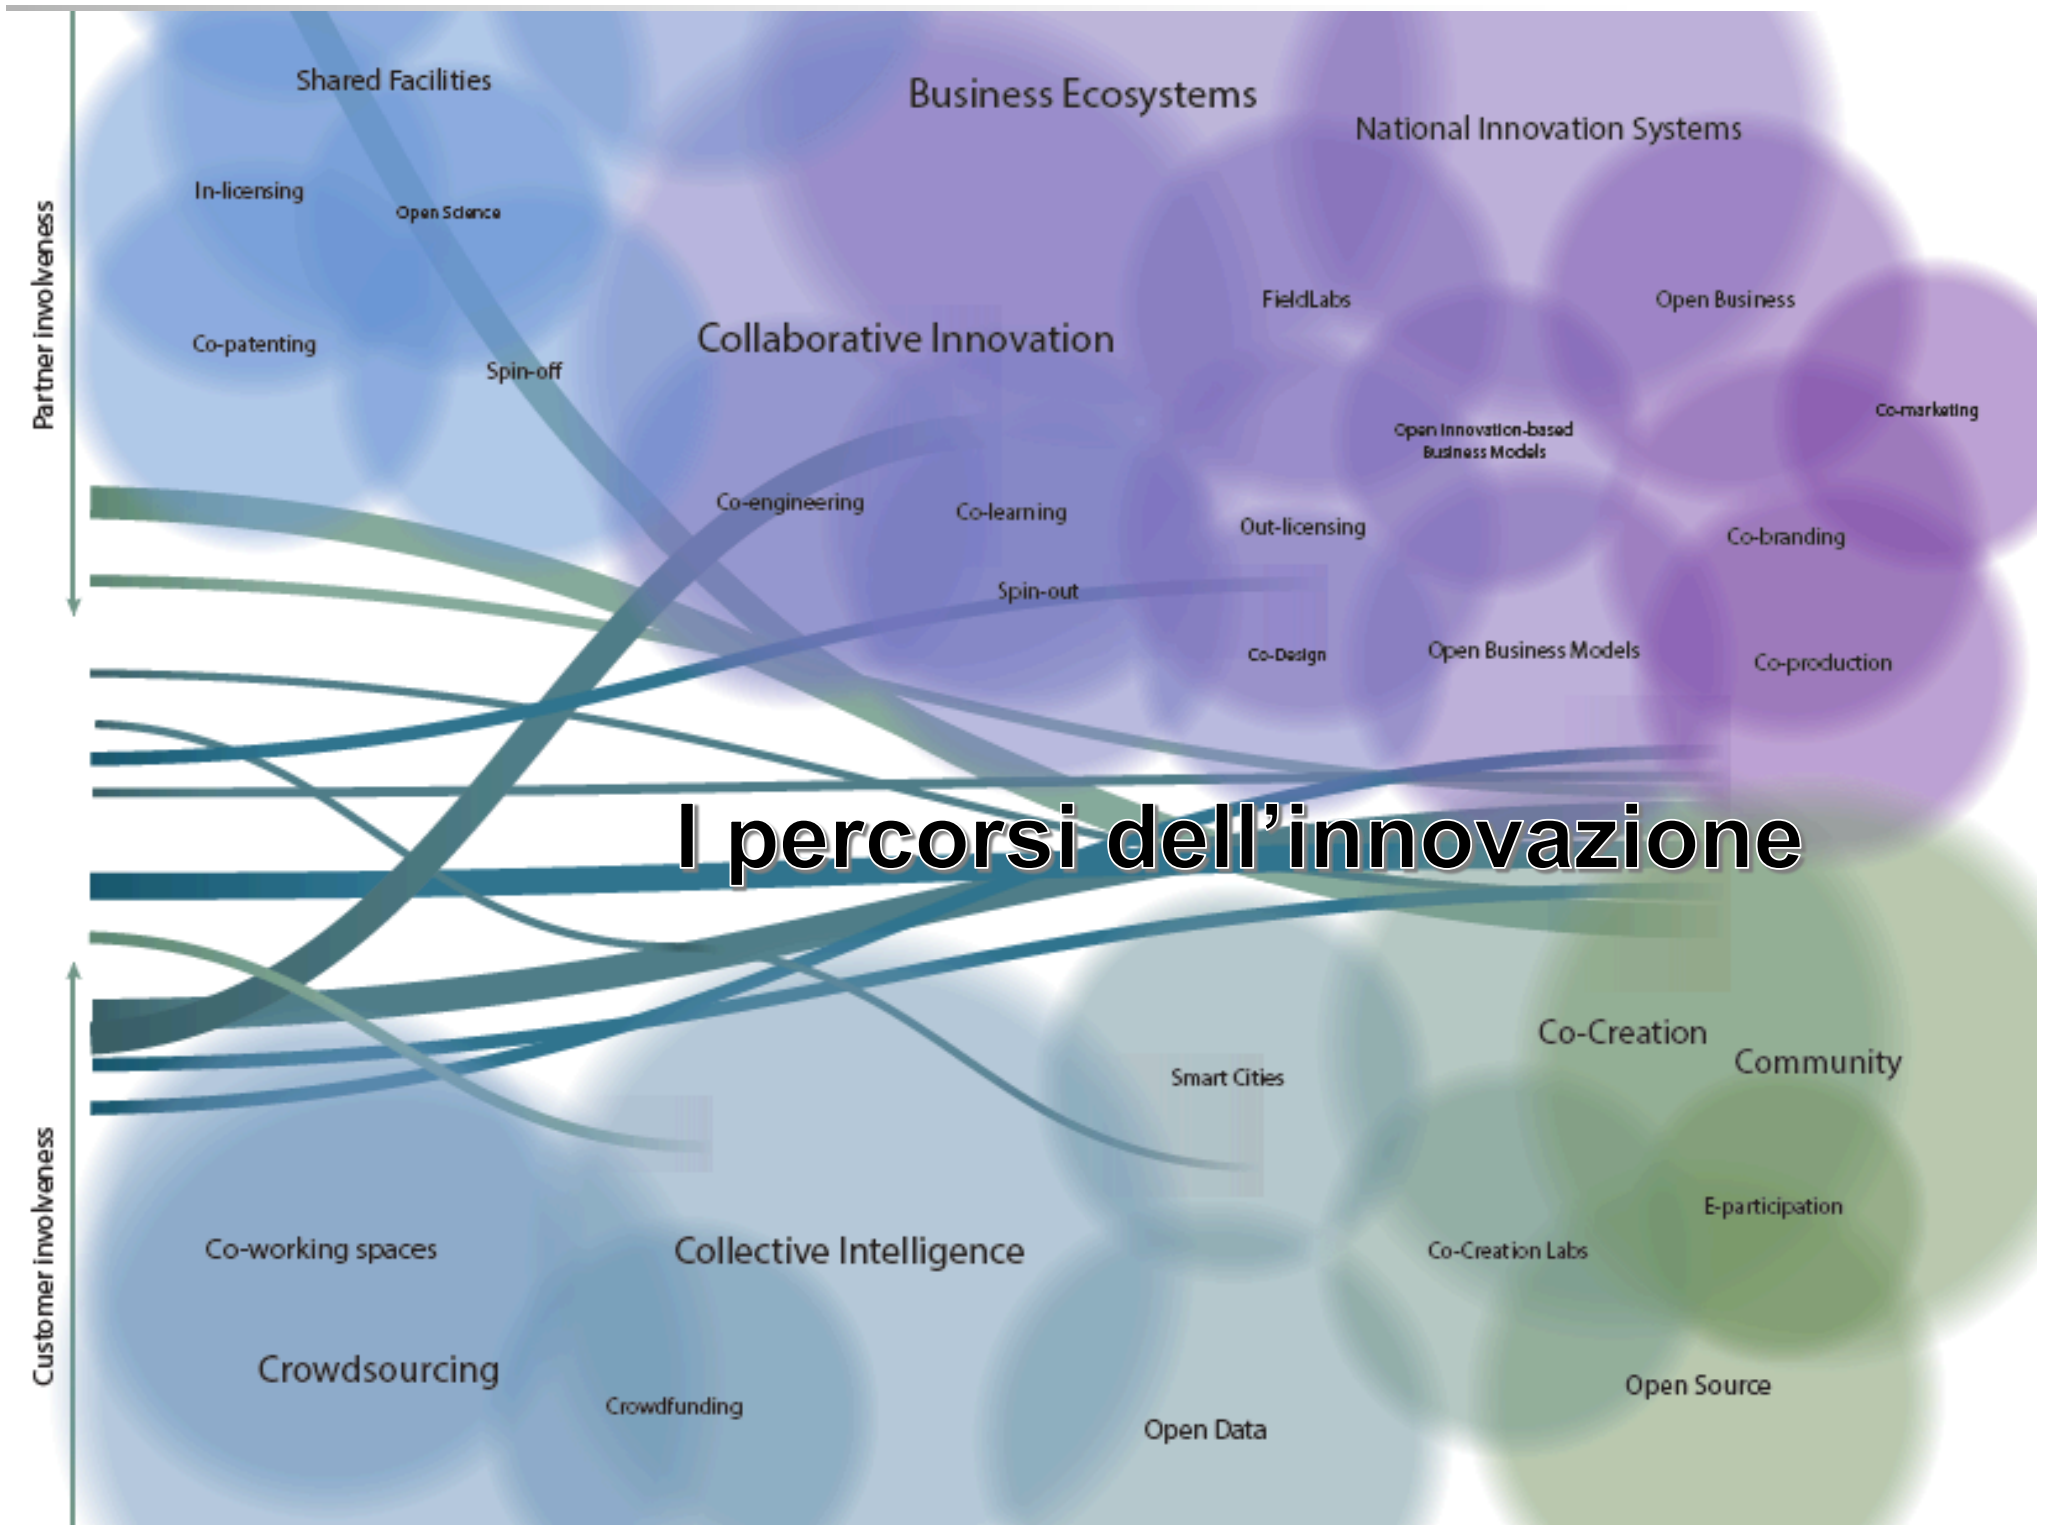 Shared Facilities
Business Ecosystems
National Innovation Systems
In-licensing
Open Science
Partner involveness
FieldLabs
Open Business
Co-patenting
Collaborative Innovation
Spin-off
Co-marketing
Open innovation-based
Business Models
Co-engineering
Co-learning
Out-licensing
Co-branding
Spin-out
Co-Design
Open Business Models
Co-production
I percorsi dell’innovazione
Co-Creation
Community
Smart Cities
Customer involveness
E-participation
Co-working spaces
Collective Intelligence
Co-Creation Labs
Crowdsourcing
Crowdfunding
Open Source
Open Data